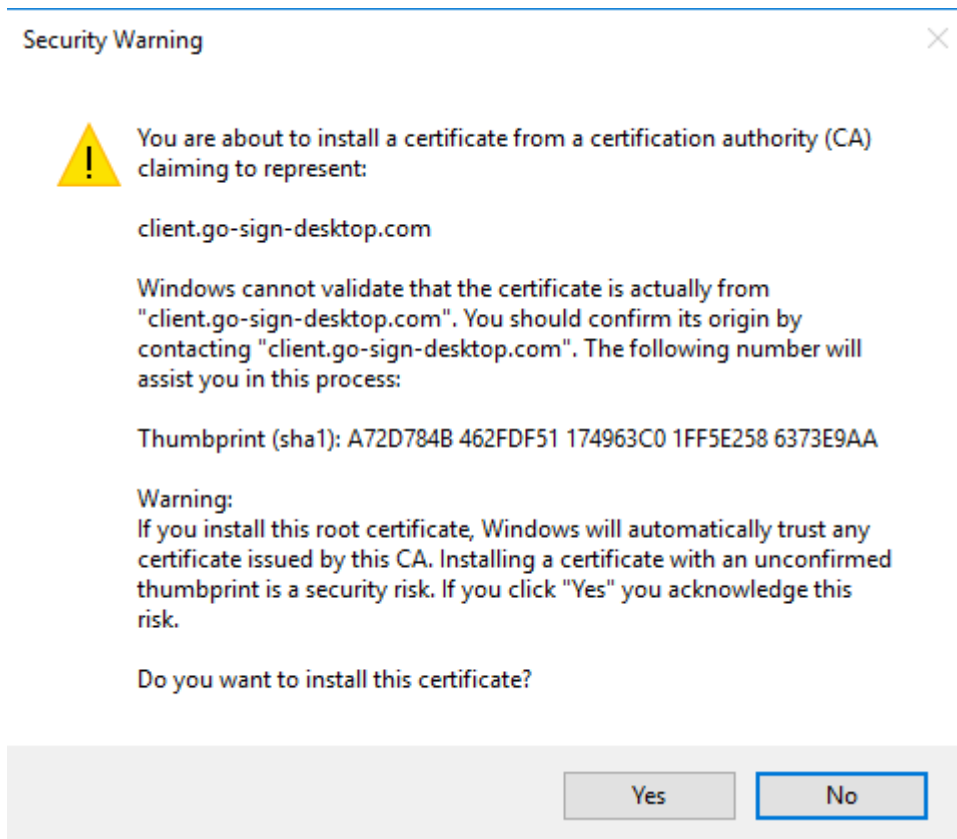 Security Warning
You are about to install a certificate from a certification authority (CA)
claiming to represent:
client.go-sign-desktop.com
Windows cannot validate that the certificate is actually from
"client.go-sign-desktop.com". You should confirm its origin by
contacting "client.go-sign-desktop.com". The following number will
assist you in this process:
Thumbprint (sha1): A72D784B 462FDF51 174963C0 1FF5E258 6373E9AA
Warning:
If you install this root certificate, Windows will automatically trust any
certificate issued by this CA. Installing a certificate with an unconfirmed
thumbprint is a security risk. If you click "Yes" you acknowledge this
risk.
Do you want to install this certificate?
Yes No